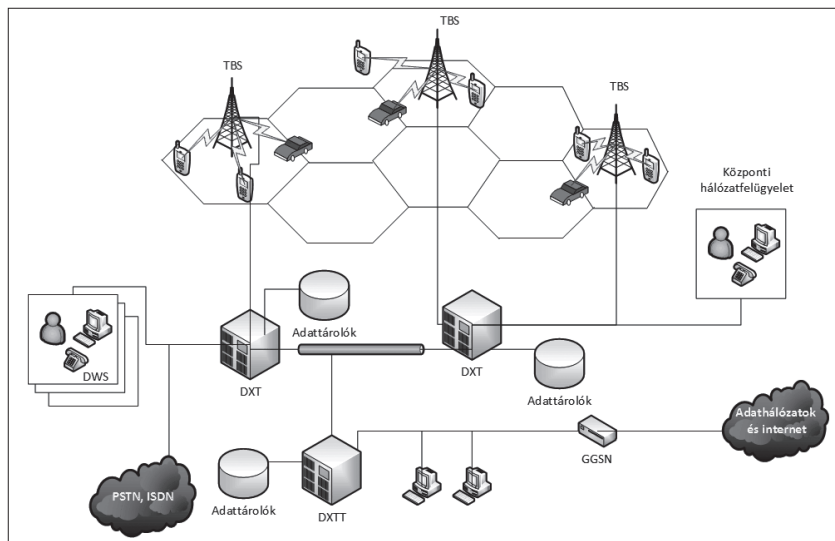 TBS
TBS
TBS
Központi
hálózatfelügyelet
Adattárolók
DWS
DXT
DXT
Adattárolók
Adathálózatok
és internet
GGSN
PSTN, ISDN
Adattárolók
DXTT